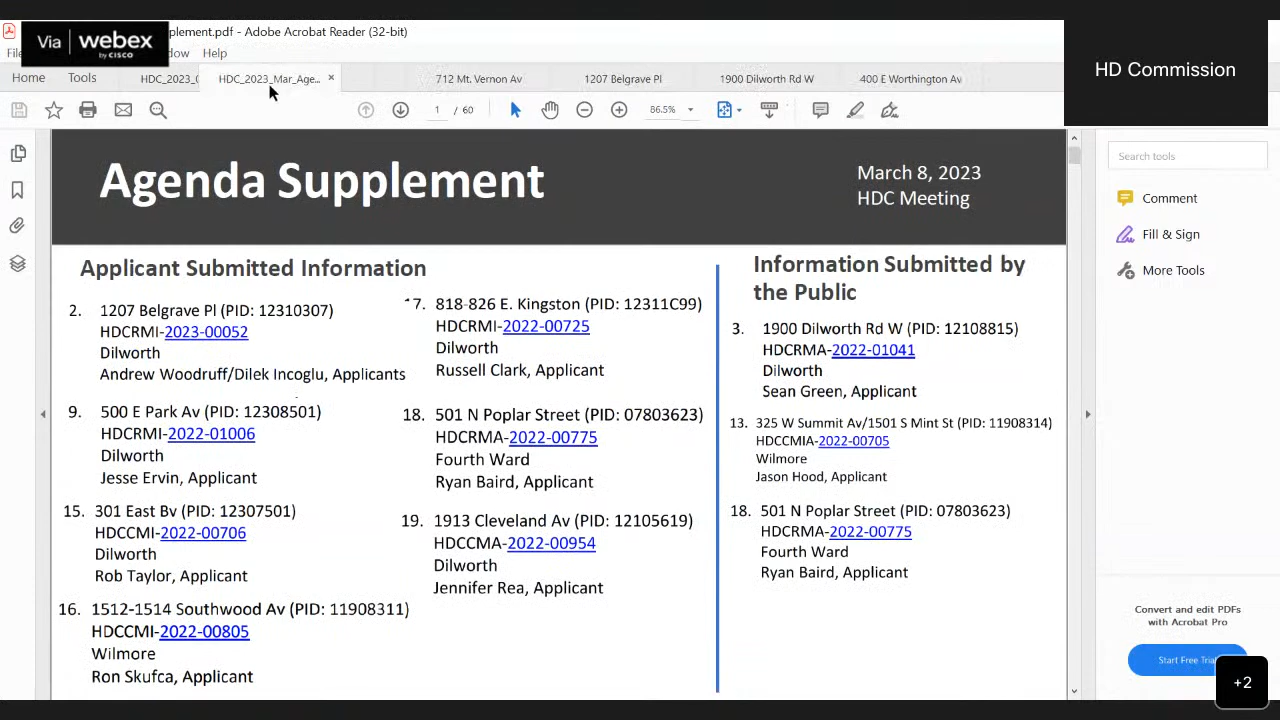 Via webex
by CISCO
plement.pdf - Adobe Acrobat Reader (32-bit)
HD Commission
Help
Home
Tools
HDC_2023_(
HDC_2023_Mar_Age... ×
712 Mt. Vernon Av
1207 Belgrave Pl
1900 Dilworth Rd W
400 E Worthington Av
1 / 60
86.5%
Agenda Supplement
March 8, 2023
HDC Meeting
Applicant Submitted Information
2. 1207 Belgrave Pl (PID: 12310307)
HDCRMI-2023-00052
Dilworth
Andrew Woodruff/Dilek Incoglu, Applicants
9. 500 E Park Av (PID: 12308501)
HDCRMI-2022-01006
Dilworth
Jesse Ervin, Applicant
15. 301 East Bv (PID: 12307501)
HDCCMI-2022-00706
Dilworth
Rob Taylor, Applicant
16. 1512-1514 Southwood Av (PID: 11908311)
HDCCMI-2022-00805
Wilmore
Ron Skufca, Applicant
17. 818-826 E. Kingston (PID: 12311C99)
HDCRMI-2022-00725
Dilworth
Russell Clark, Applicant
18. 501 N Poplar Street (PID: 07803623)
HDCRMA-2022-00775
Fourth Ward
Ryan Baird, Applicant
19. 1913 Cleveland Av (PID: 12105619)
HDCCMA-2022-00954
Dilworth
Jennifer Rea, Applicant
Information Submitted by
the Public
3. 1900 Dilworth Rd W (PID: 12108815)
HDCRMA-2022-01041
Dilworth
Sean Green, Applicant
13. 325 W Summit Av/1501 S Mint St (PID: 11908314)
HDCCMIA-2022-00705
Wilmore
Jason Hood, Applicant
18. 501 N Poplar Street (PID: 07803623)
HDCRMA-2022-00775
Fourth Ward
Ryan Baird, Applicant
Search tools
Comment
Fill & Sign
More Tools
Convert and edit PDFs
with Acrobat Pro
Start Free Trial
+2